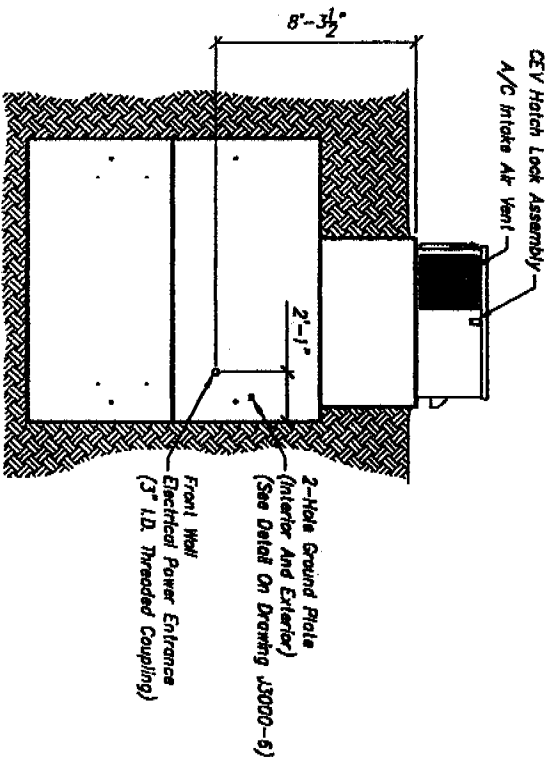 CEV Hatch Lock Assembly
A/C Intake Air Vent
8'-3½"
2'-1"
2-Hole Ground Plate
(Interior And Exterior)
(See Detail On Drawing J3000-6)
Front Wall
Electrical Power Entrance
(3" I.D. Threaded Coupling)